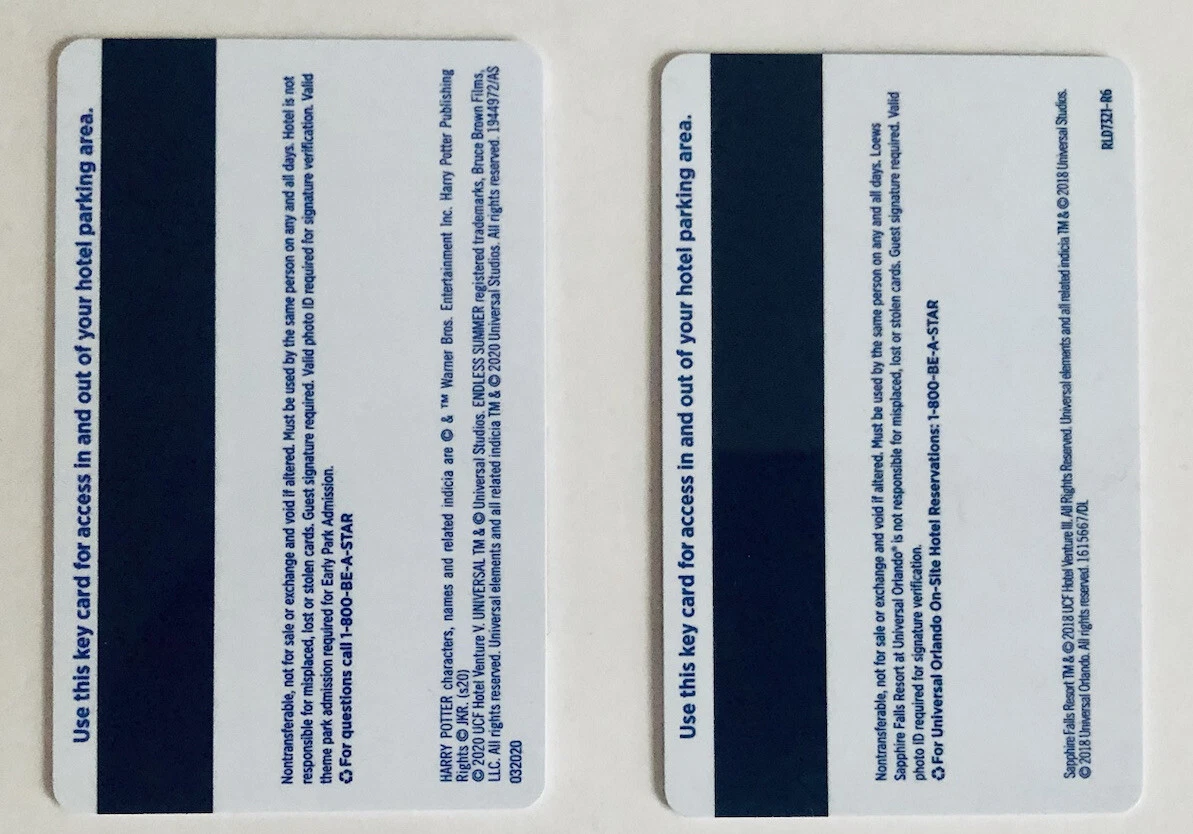 Use this key card for access in and out of your hotel parking area.
Nontransferable, not for sale or exchange and void if altered. Must be used by the same person on any and all days. Hotel is not
responsible for misplaced, lost or stolen cards. Guest signature required. Valid photo ID required for signature verification. Valid
theme park admission required for Early Park Admission.
♻ For questions call 1-800-BE-A-STAR
HARRY POTTER characters, names and related indicia are © & ™ Warner Bros. Entertainment Inc. Harry Potter Publishing
Rights © JKR. (s20)
© 2020 UCF Hotel Venture V. UNIVERSAL TM & © Universal Studios. ENDLESS SUMMER registered trademarks, Bruce Brown Films,
LLC. All rights reserved. Universal elements and all related indicia TM & © 2020 Universal Studios. All rights reserved. 1944972/AS
032020
Use this key card for access in and out of your hotel parking area.
Nontransferable, not for sale or exchange and void if altered. Must be used by the same person on any and all days. Loews
Sapphire Falls Resort at Universal Orlando® is not responsible for misplaced, lost or stolen cards. Guest signature required. Valid
photo ID required for signature verification.
♻ For Universal Orlando On-Site Hotel Reservations: 1-800-BE-A-STAR
Sapphire Falls Resort TM & © 2018 UCF Hotel Venture III. All Rights Reserved. Universal elements and all related indicia TM & © 2018 Universal Studios.
© 2018 Universal Orlando. All rights reserved. 1615667/DL
RLD7321-R6